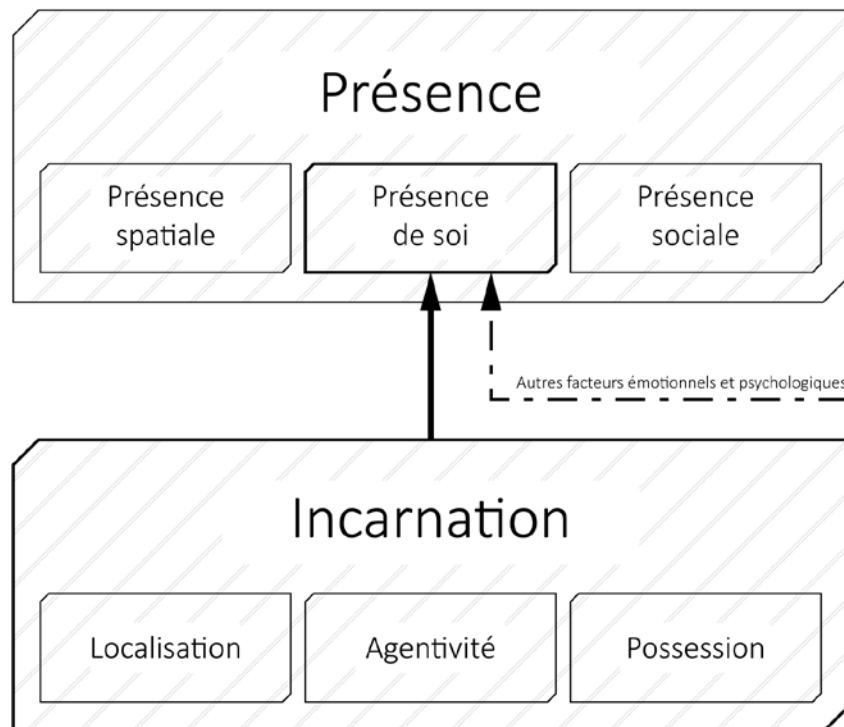 Présence
Présence
spatiale
Présence
de soi
Présence
sociale
Autres facteurs émotionnels et psychologiques
Incarnation
Localisation
Agentivité
Possession